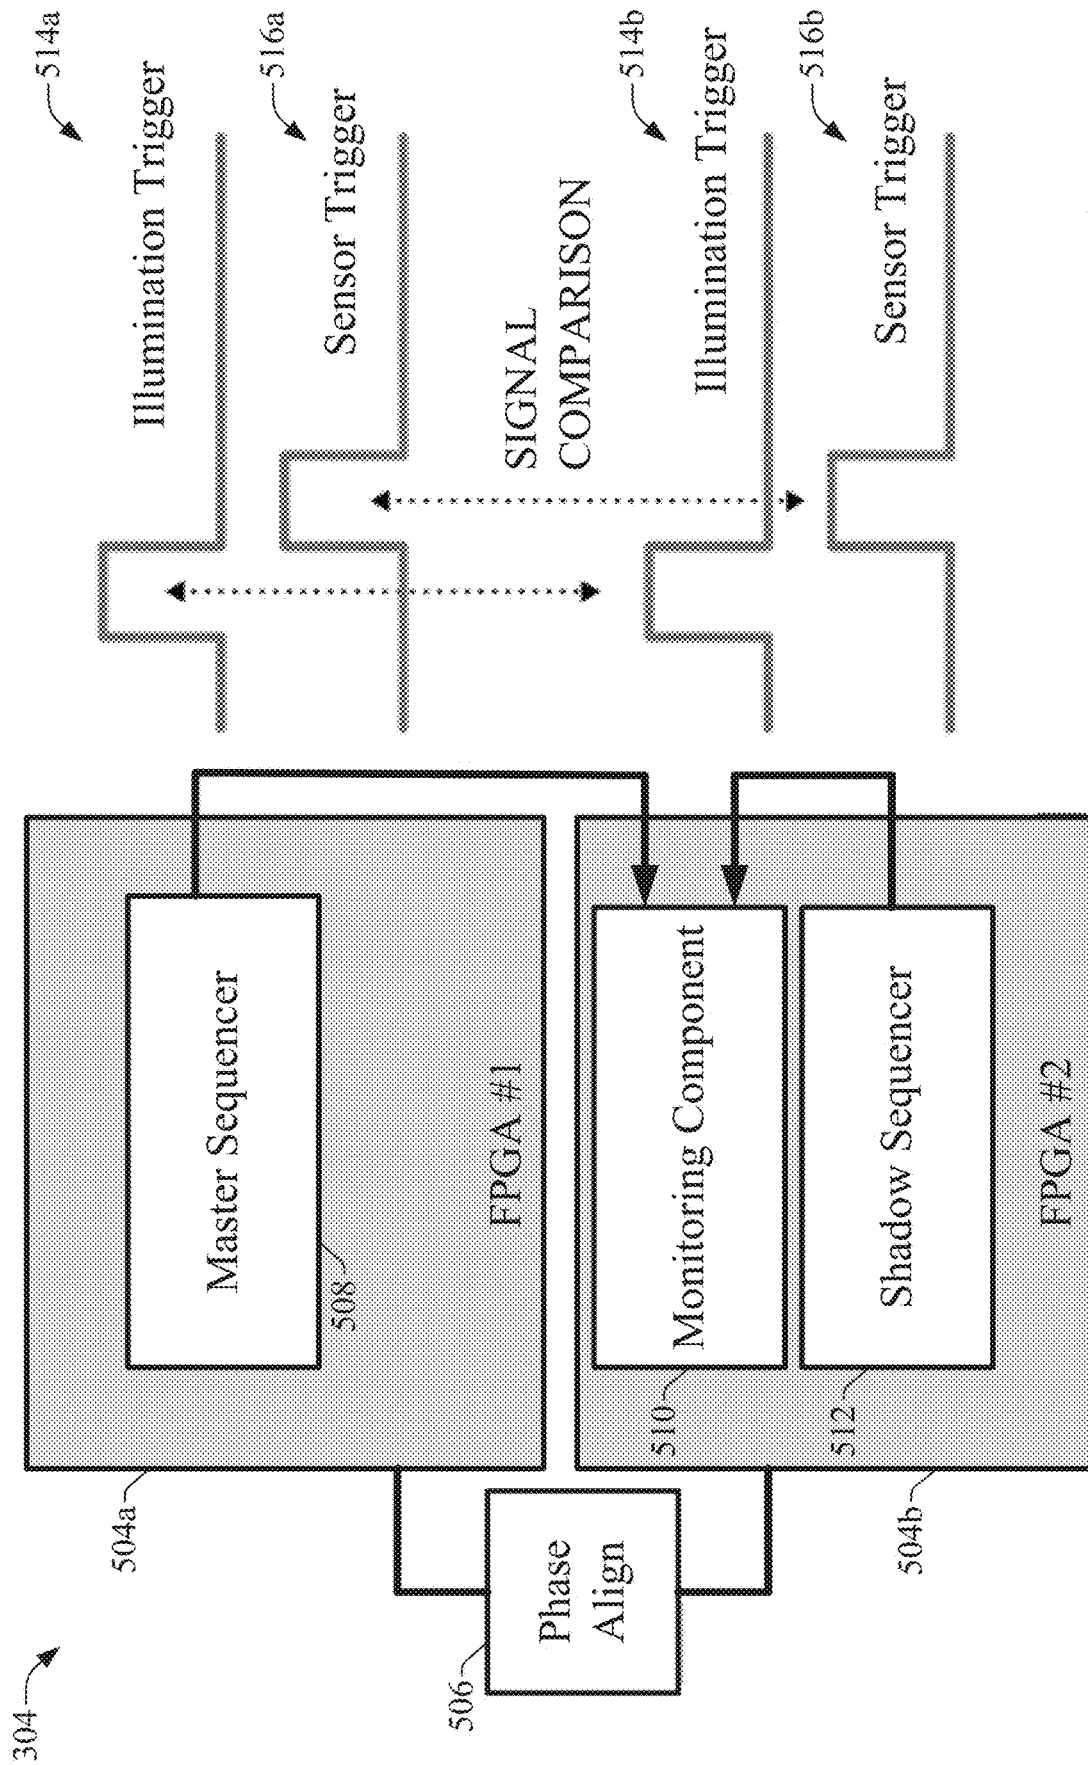 304
504a
Master Sequencer
508
FPGA #1
506
Phase
Align
510
Monitoring Component
512
Shadow Sequencer
FPGA #2
504b
514a
Illumination Trigger
516a
Sensor Trigger
SIGNAL
COMPARISON
514b
Illumination Trigger
516b
Sensor Trigger